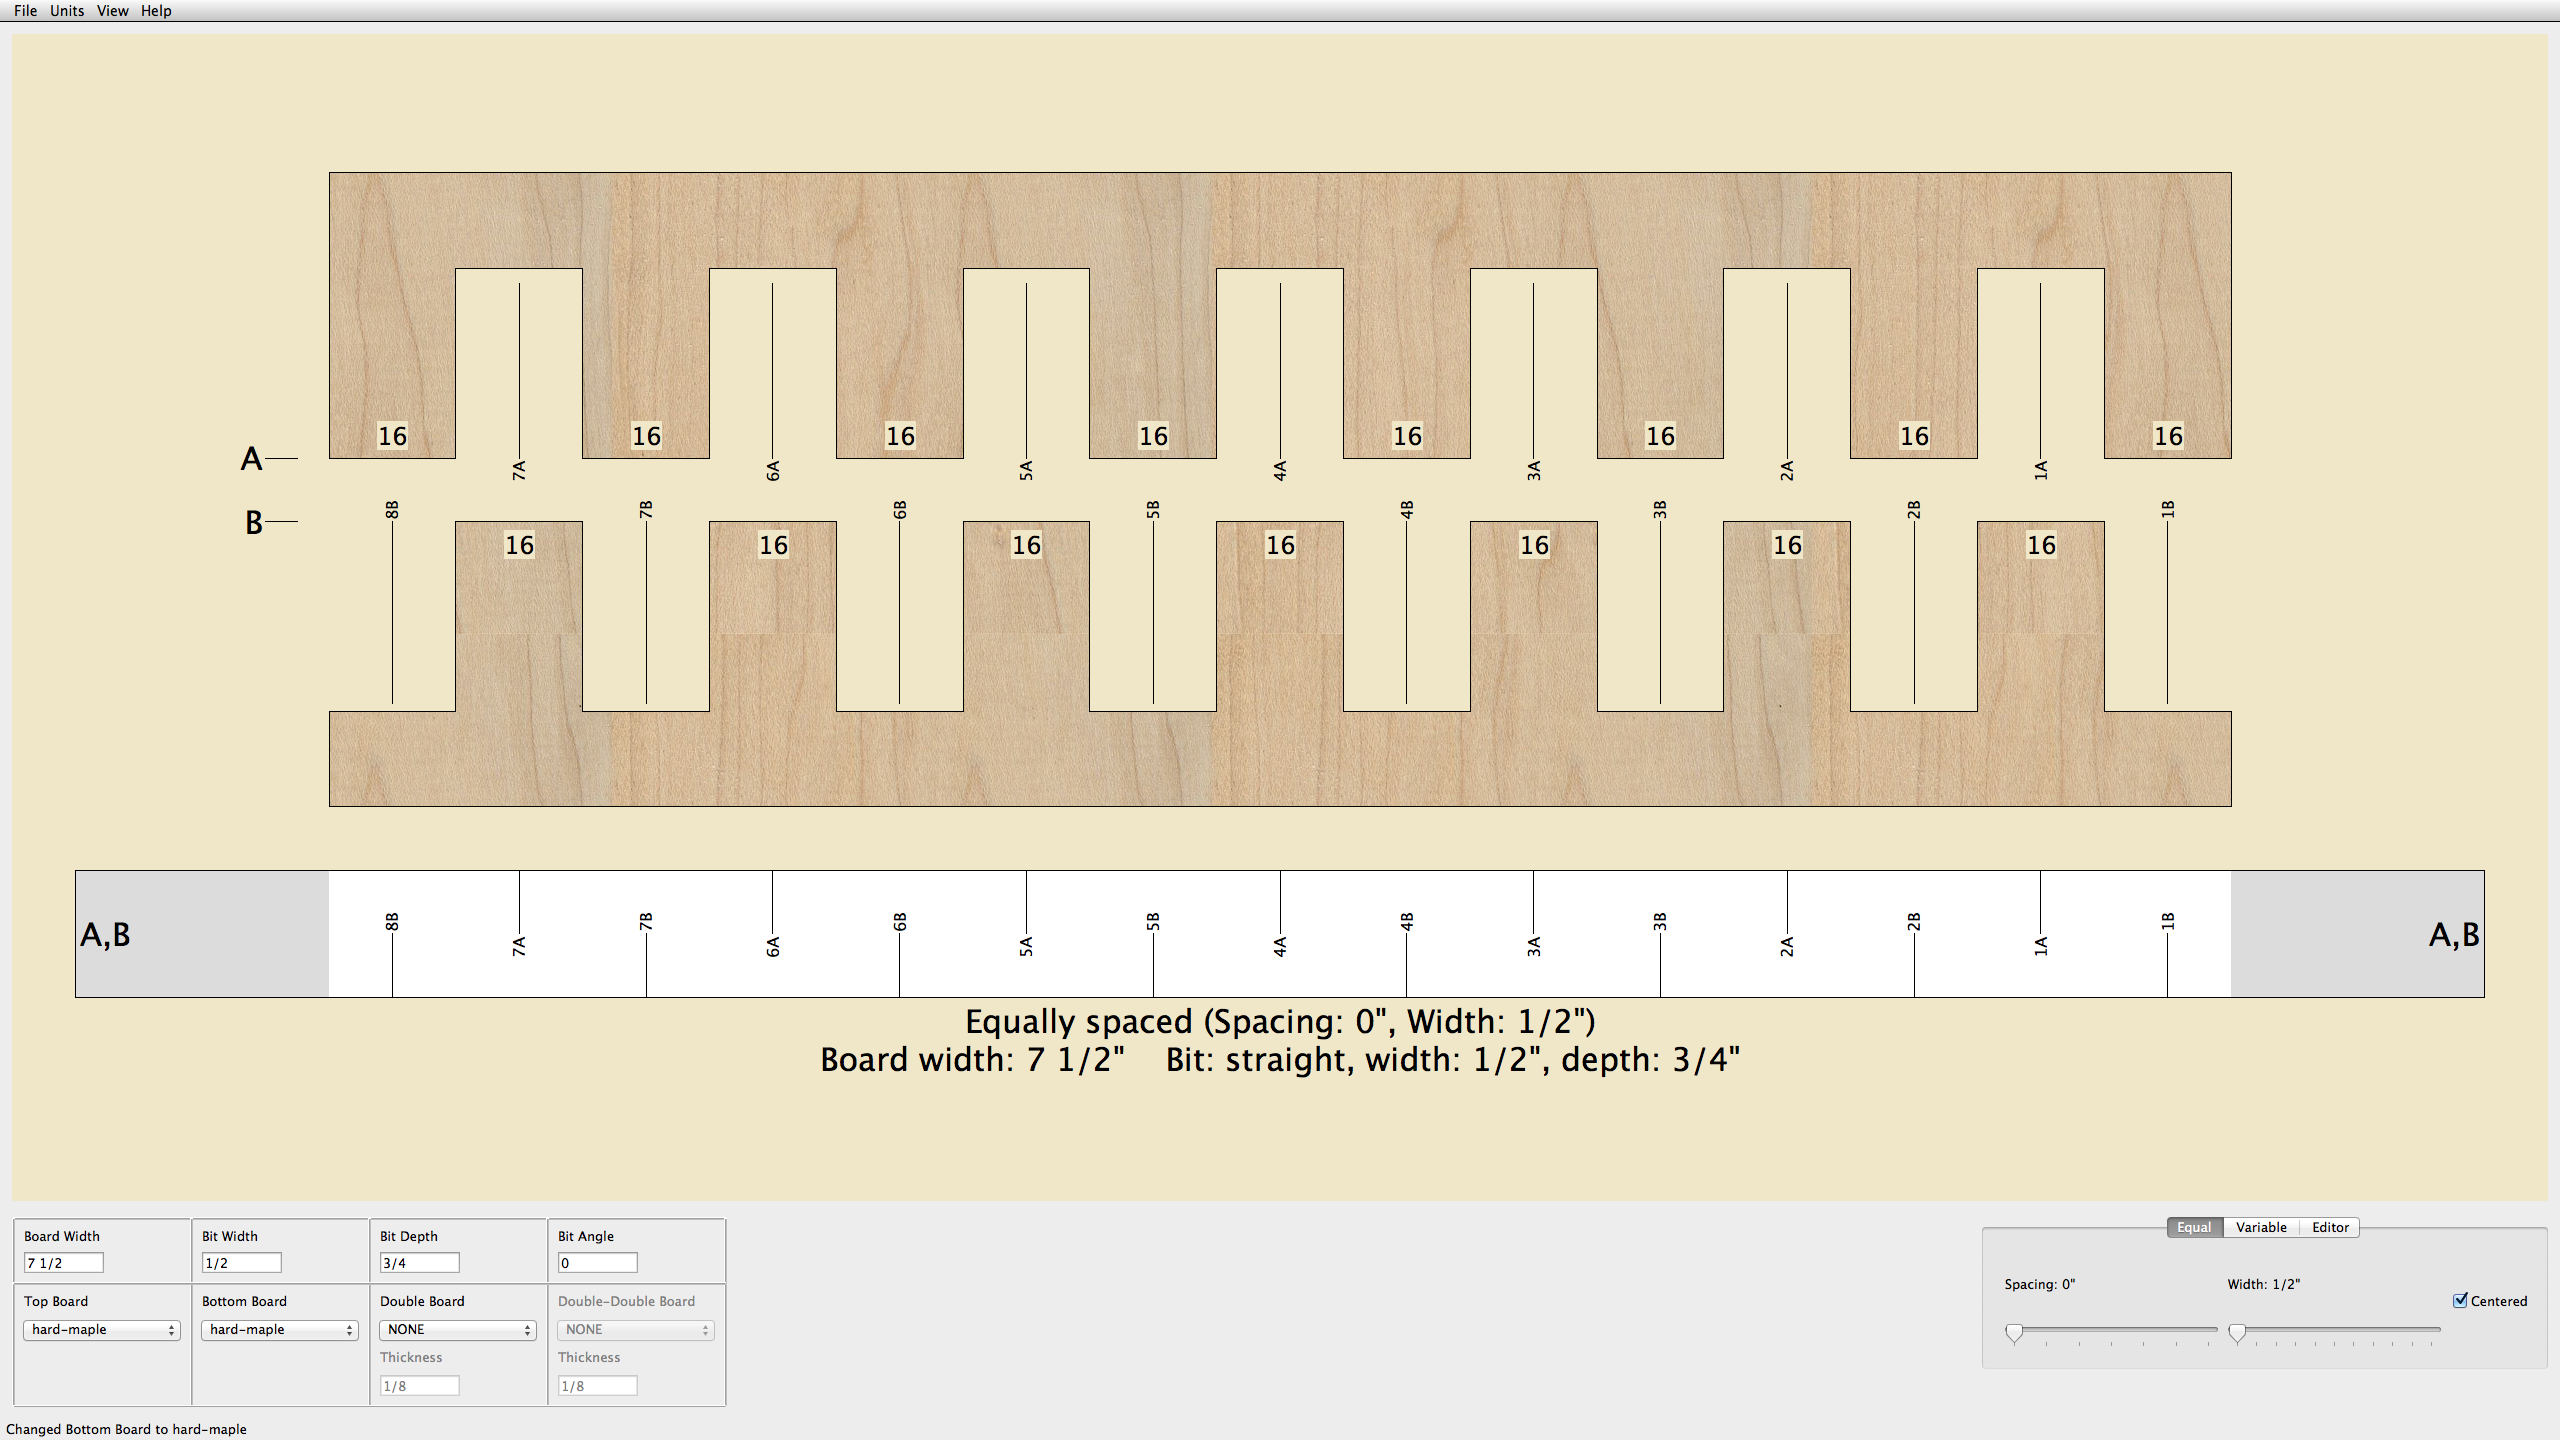 File Units View Help
16 16 16 16 16 16 16 16
A
7A 6A 5A 4A 3A 2A 1A
8B 7B 6B 5B 4B 3B 2B 1B
B
16 16 16 16 16 16 16
8B 7B 6B 5B 4B 3B 2B 1B
A,B A,B
7A 6A 5A 4A 3A 2A 1A
Equally spaced (Spacing: 0", Width: 1/2")
Board width: 7 1/2" Bit: straight, width: 1/2", depth: 3/4"
Board Width Bit Width Bit Depth Bit Angle
7 1/2 1/2 3/4 0
Top Board Bottom Board Double Board Double-Double Board
hard-maple hard-maple NONE NONE
Thickness Thickness
1/8 1/8
Equal Variable Editor
Spacing: 0" Width: 1/2"
Centered
Changed Bottom Board to hard-maple